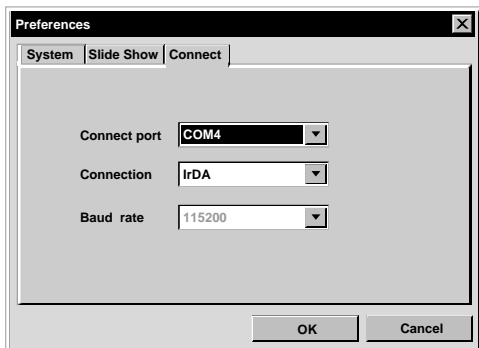 Preferences
System Slide Show Connect
Connect port COM4
Connection IrDA
Baud rate 115200
OK Cancel